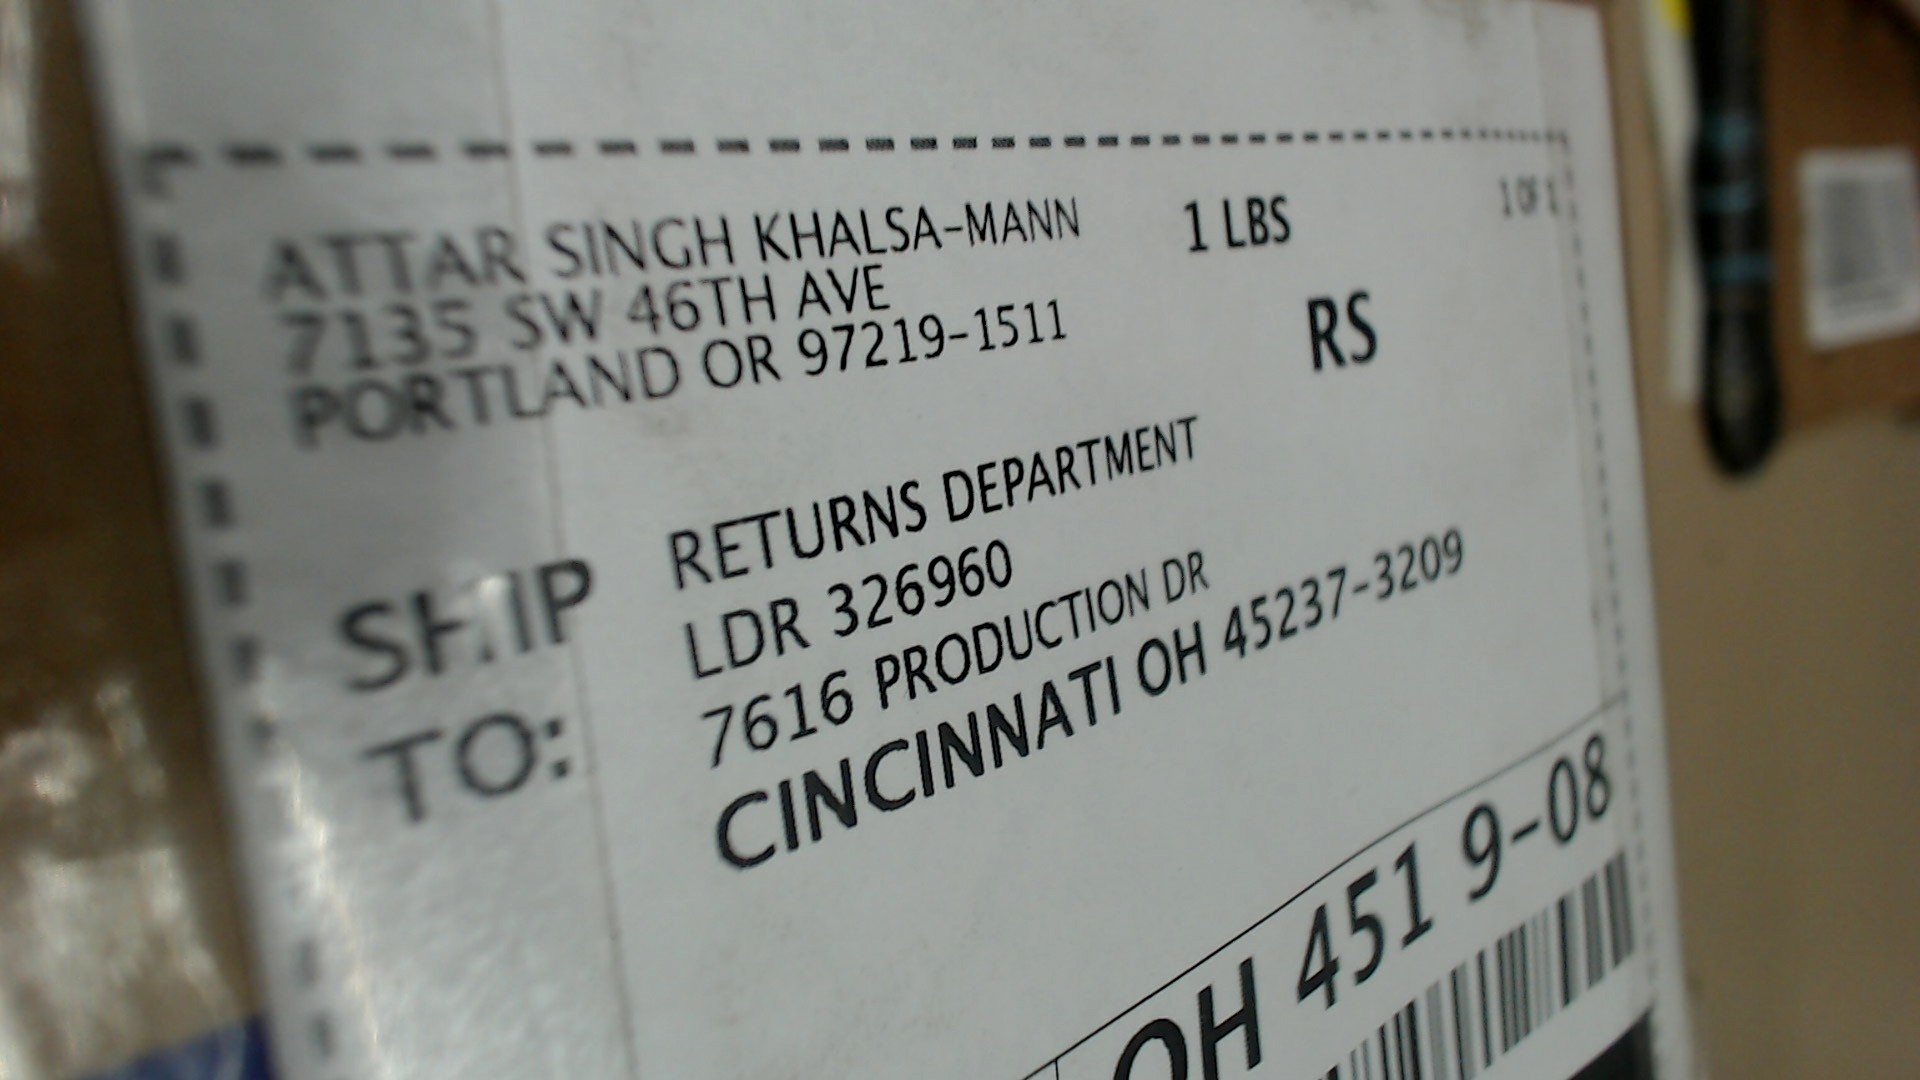 ATTAR SINGH KHALSA-MANN 1 LBS 1 OF 1
7135 SW 46TH AVE
PORTLAND OR 97219-1511
RS
SHIP TO:
RETURNS DEPARTMENT
LDR 326960
7616 PRODUCTION DR
CINCINNATI OH 45237-3209
OH 451 9-08